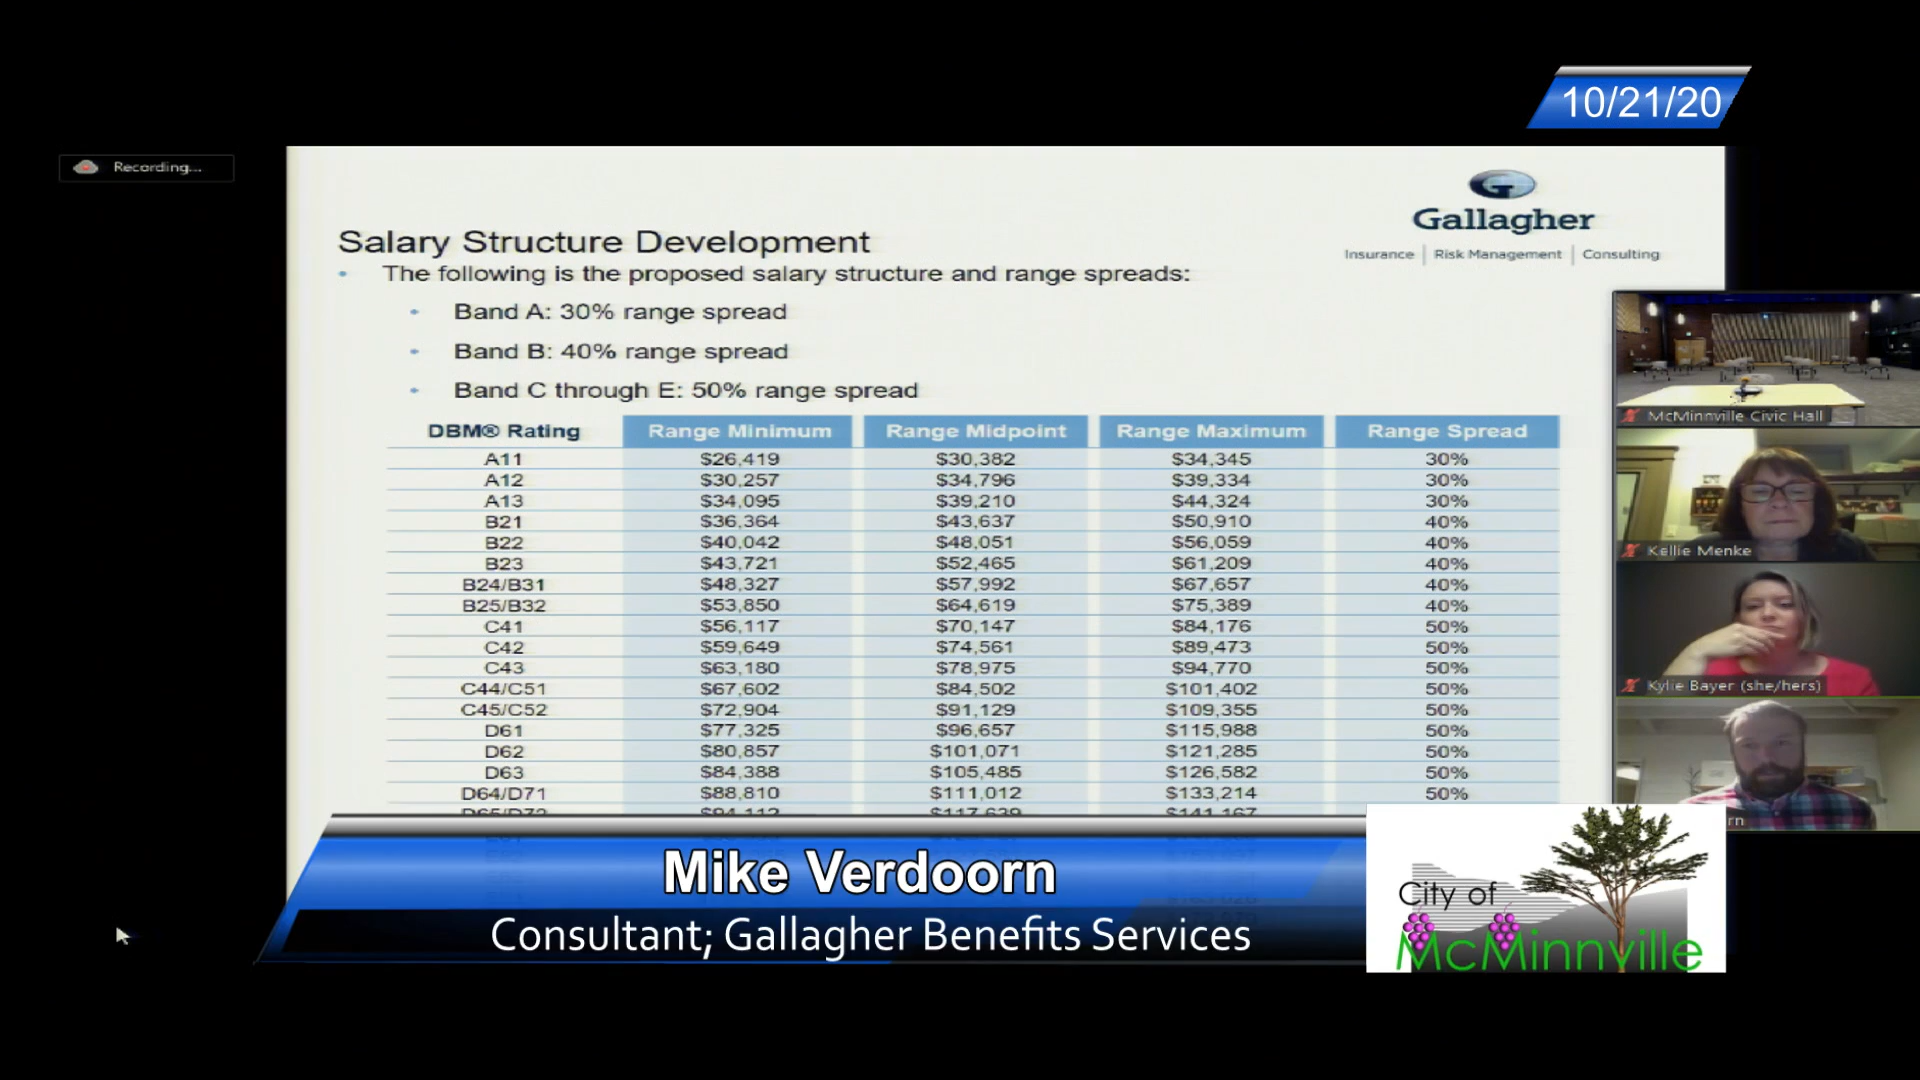 10/21/20
Recording...
G
Gallagher
Insurance | Risk Management | Consulting
Salary Structure Development
• The following is the proposed salary structure and range spreads:
• Band A: 30% range spread
• Band B: 40% range spread
• Band C through E: 50% range spread
DBM® Rating Range Minimum Range Midpoint Range Maximum Range Spread
A11 $26,419 $30,382 $34,345 30%
A12 $30,257 $34,796 $39,334 30%
A13 $34,095 $39,210 $44,324 30%
B21 $36,364 $43,637 $50,910 40%
B22 $40,042 $48,051 $56,059 40%
B23 $43,721 $52,465 $61,209 40%
B24/B31 $48,327 $57,992 $67,657 40%
B25/B32 $53,850 $64,619 $75,389 40%
C41 $56,117 $70,147 $84,176 50%
C42 $59,649 $74,561 $89,473 50%
C43 $63,180 $78,975 $94,770 50%
C44/C51 $67,602 $84,502 $101,402 50%
C45/C52 $72,904 $91,129 $109,355 50%
D61 $77,325 $96,657 $115,988 50%
D62 $80,857 $101,071 $121,285 50%
D63 $84,388 $105,485 $126,582 50%
D64/D71 $88,810 $111,012 $133,214 50%
D65/D72 $94,112 $117,639 $141,167
McMinnville Civic Hall
Kellie Menke
Kylie Bayer (she/hers)
rn
Mike Verdoorn
Consultant; Gallagher Benefits Services
City of
McMinnville